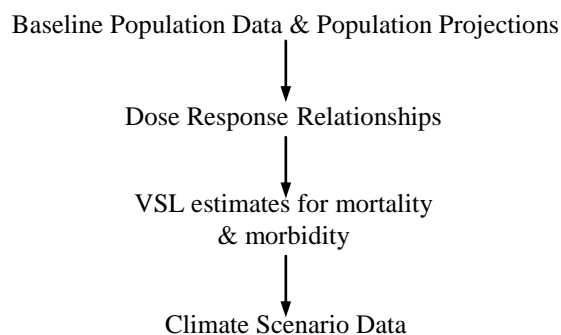 Baseline Population Data & Population Projections
Dose Response Relationships
VSL estimates for mortality
& morbidity
Climate Scenario Data